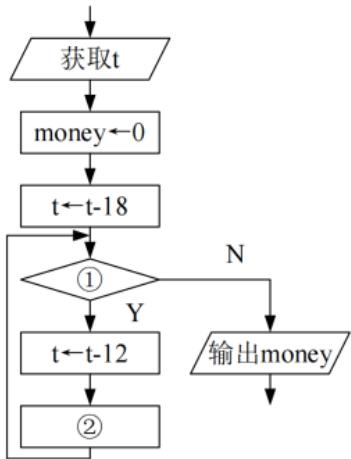 获取t
money←0
t←t-18
①
N
Y
t←t-12
输出money
②